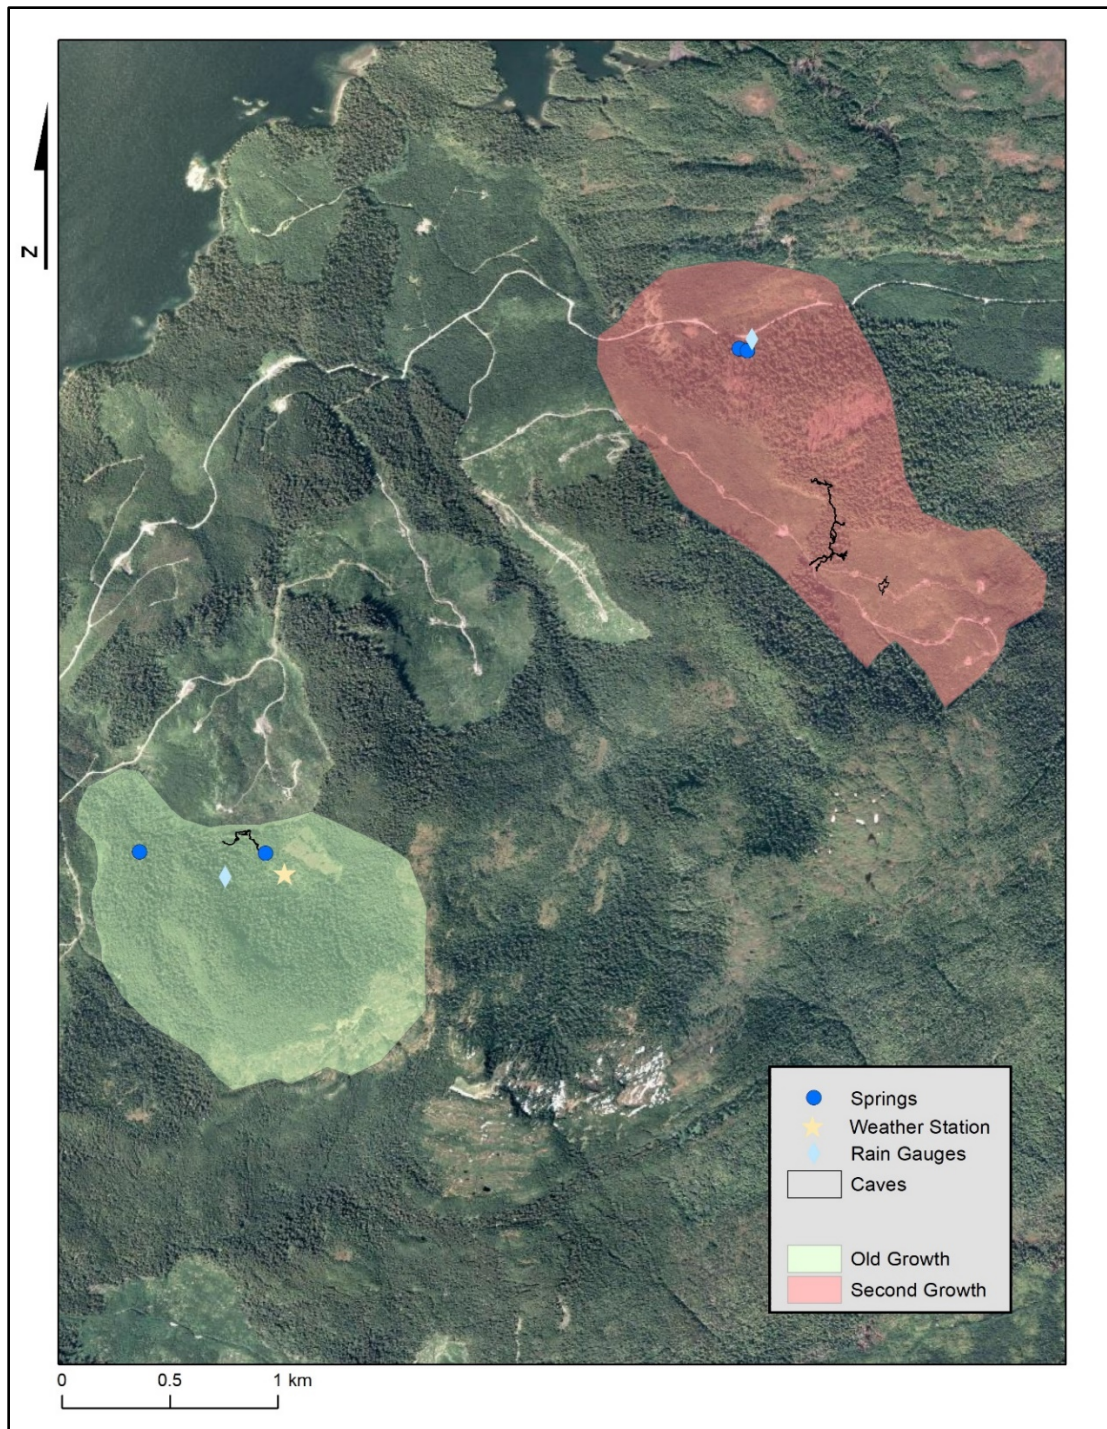 N
Springs
Weather Station
Rain Gauges
Caves
Old Growth
Second Growth
0 0.5 1 km